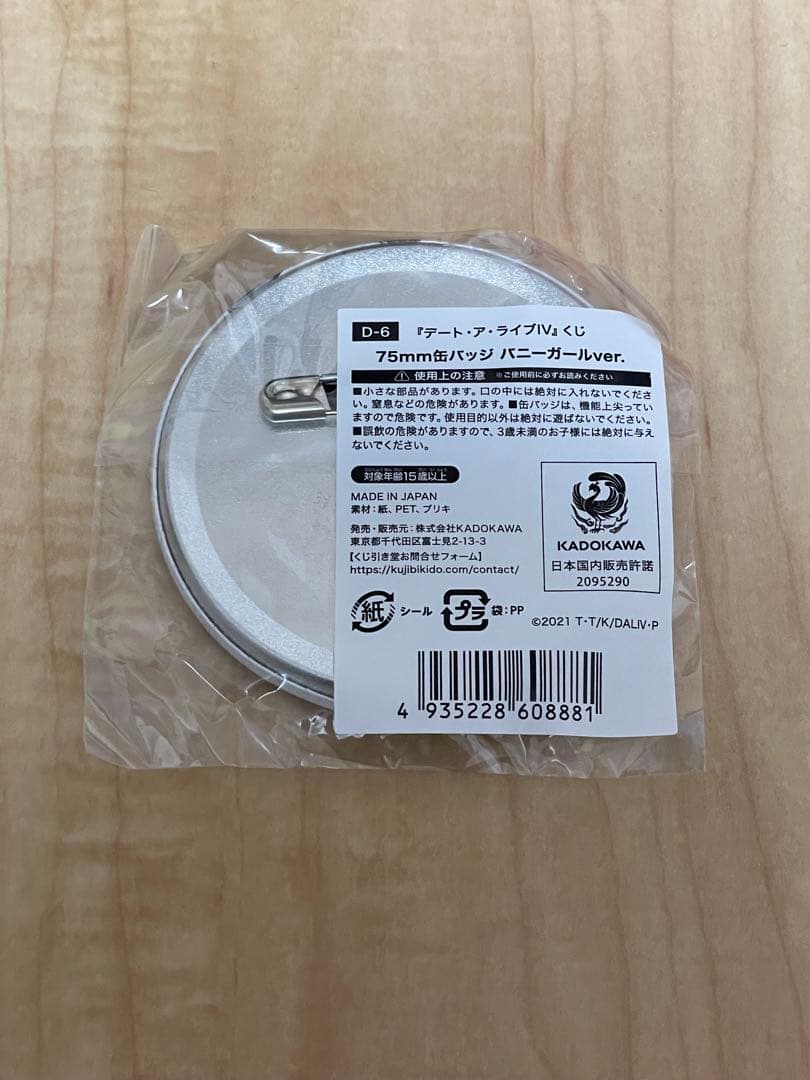 D-6 『デート・ア・ライブⅣ』くじ
75mm缶バッジ バニーガールver.
使用上の注意 ※ご使用前に必ずお読みください
■小さな部品があります。口の中には絶対に入れないでくださ
い。窒息などの危険があります。■缶バッジは、機能上尖ってい
ますので危険です。使用目的以外は絶対に遊ばないでください。
■誤飲の危険がありますので、3歳未満のお子様には絶対に与え
ないでください。
対象年齢15歳以上
MADE IN JAPAN
素材:紙、PET、ブリキ
発売・販売元:株式会社KADOKAWA
東京都千代田区富士見2-13-3
【くじ引き堂お問合せフォーム】
https://kujibikido.com/contact/
KADOKAWA
日本国内販売許諾
2095290
紙 シール プラ 袋:PP
©2021 T・T/K/DALIV・P
4 935228 608881